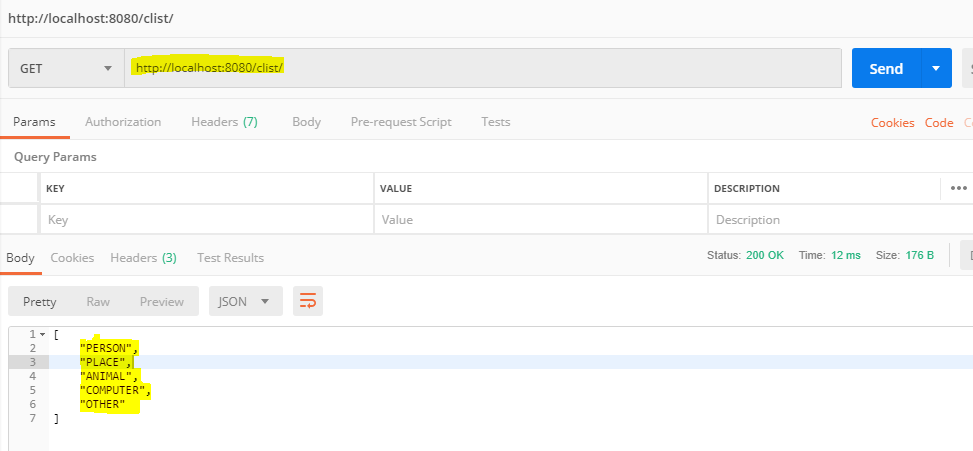 http://localhost:8080/clist/
GET http://localhost:8080/clist/ Send
Params Authorization Headers (7) Body Pre-request Script Tests Cookies Code
Query Params
KEY VALUE DESCRIPTION •••
Key Value Description
Body Cookies Headers (3) Test Results Status: 200 OK Time: 12 ms Size: 176 B
Pretty Raw Preview JSON
1 [
2 "PERSON",
3 "PLACE",
4 "ANIMAL",
5 "COMPUTER",
6 "OTHER"
7 ]